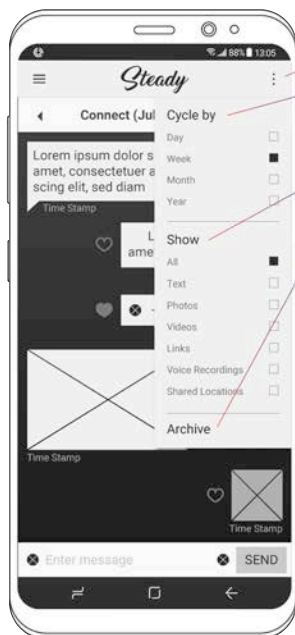 88% 13:05
Steady
Connect (Jul
Cycle by
Day
Week
Month
Year
Lorem ipsum dolor s
amet, consectetuer a
scing elit, sed diam
Time Stamp
L
ame
Show
All
Text
Photos
Videos
Links
Voice Recordings
Shared Locations
Archive
Time Stamp
Time Stamp
Enter message
SEND